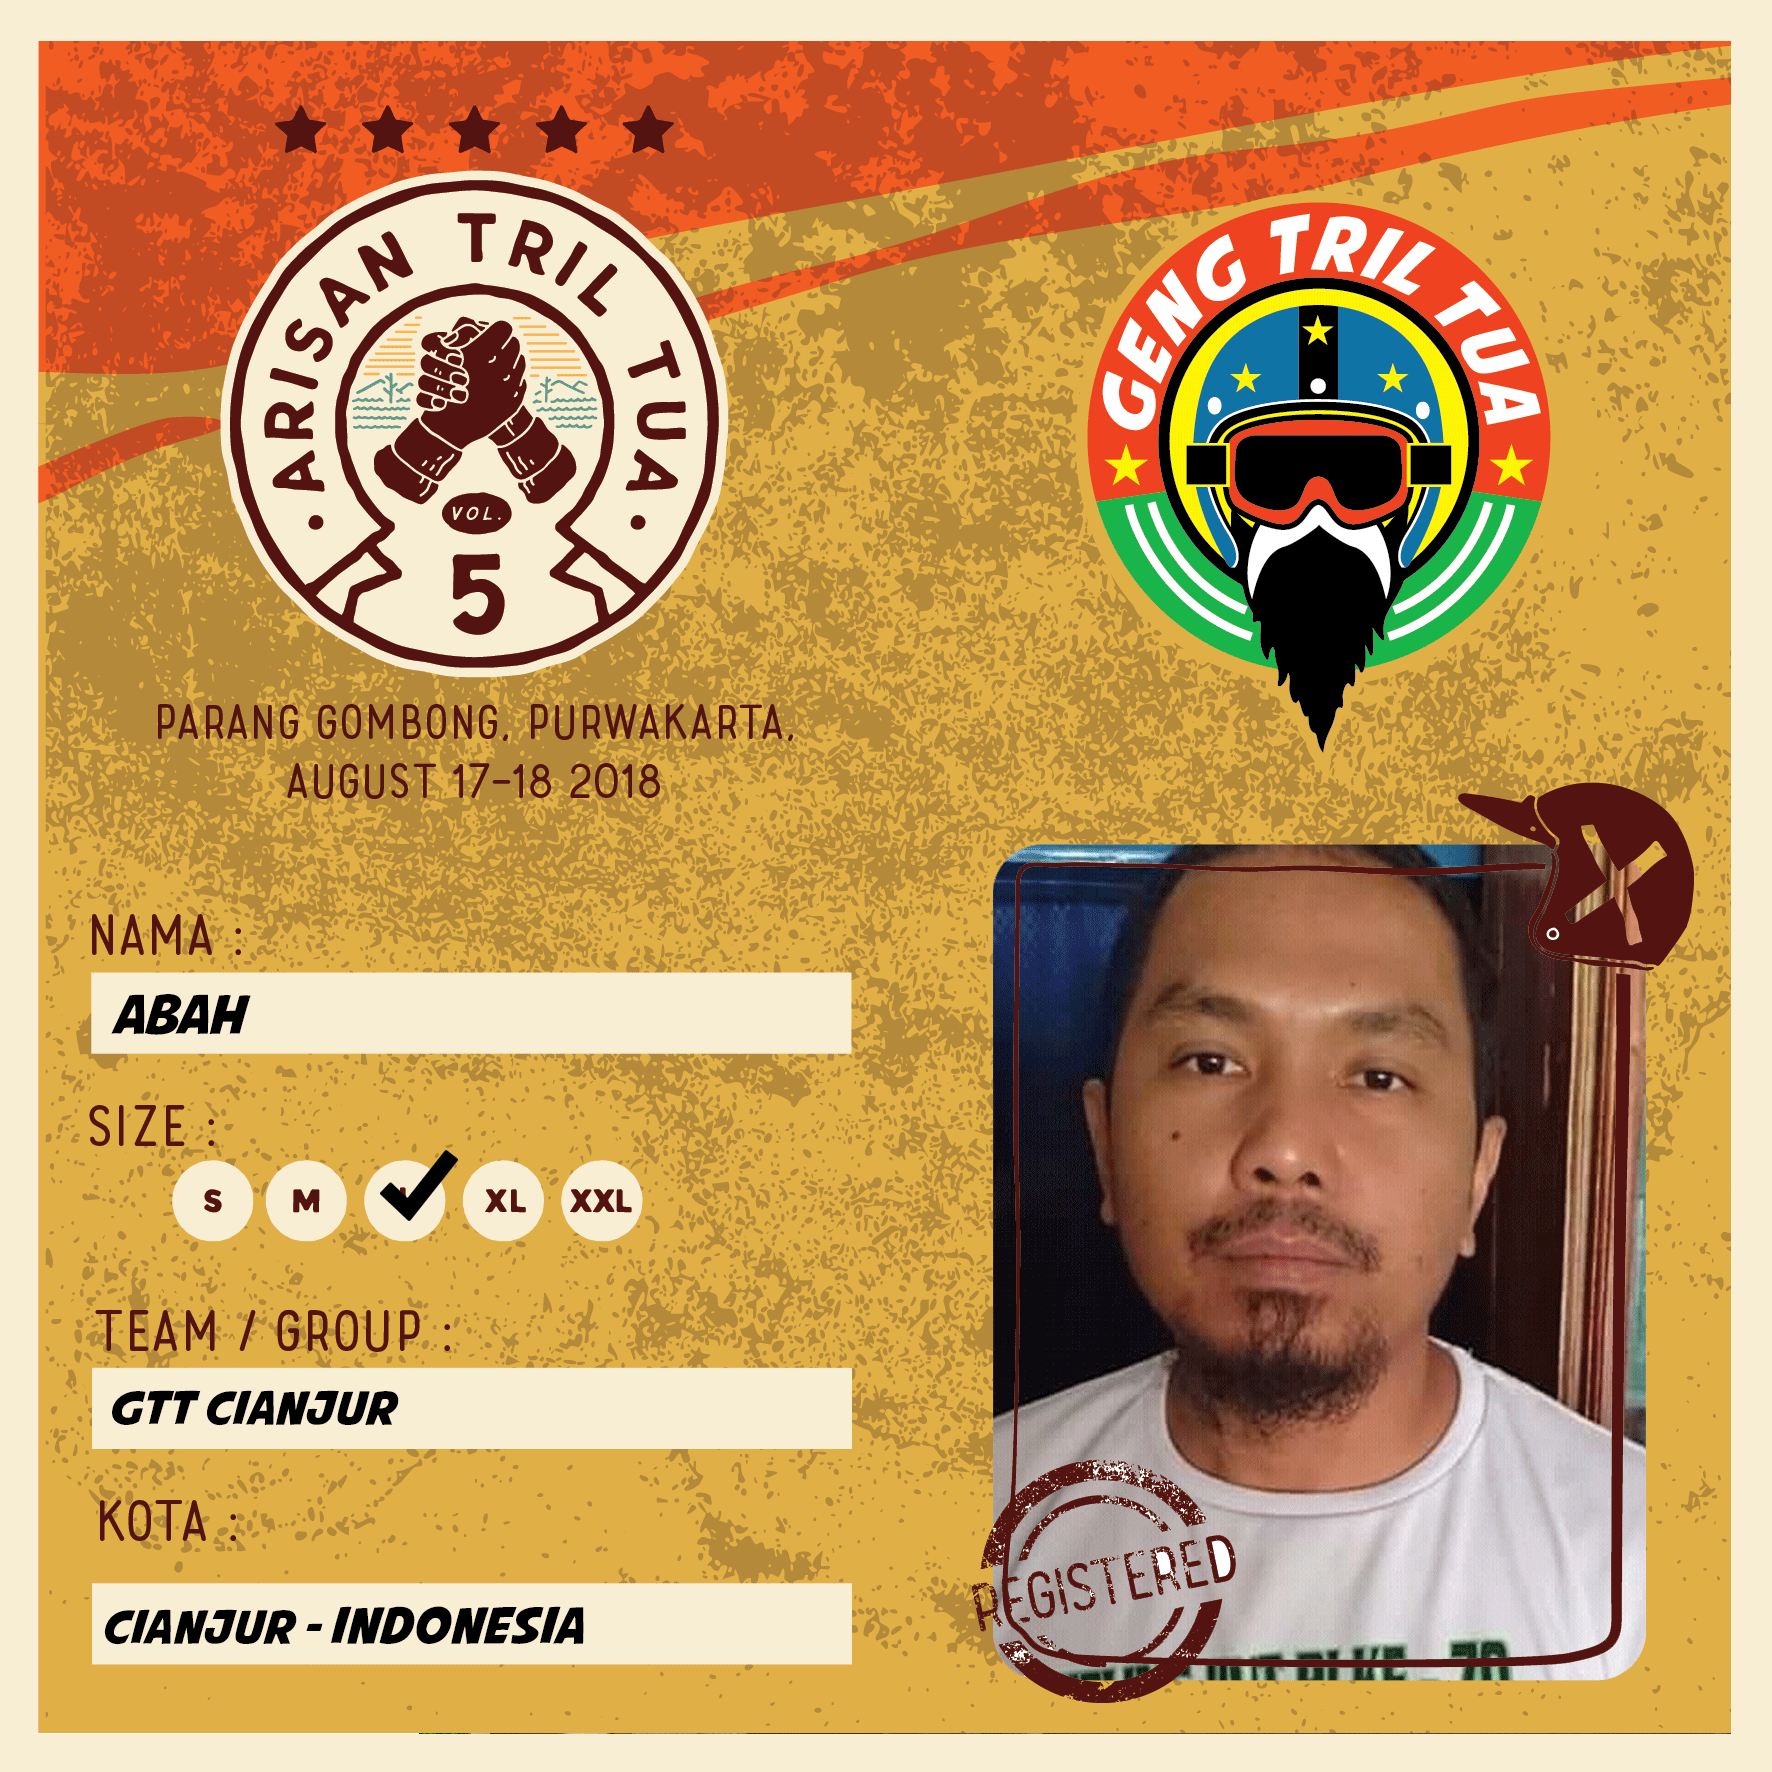 ARISAN TRIL TUA
VOL.
5
GENG TRIL TUA
PARANG GOMBONG, PURWAKARTA,
AUGUST 17-18 2018
NAMA :
ABAH
SIZE :
S M XL XXL
TEAM / GROUP :
GTT CIANJUR
KOTA :
CIANJUR - INDONESIA
REGISTERED